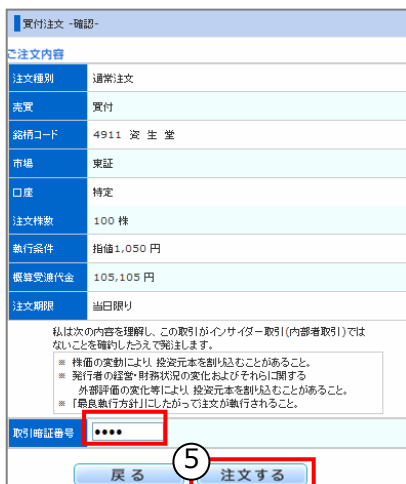 買付注文 -確認-
ご注文内容
注文種別 通常注文
売買 買付
銘柄コード 4911 資 生 堂
市場 東証
口座 特定
注文株数 100 株
執行条件 指値1,050 円
概算受渡代金 105,105 円
注文期限 当日限り
私は次の内容を理解し、この取引がインサイダー取引(内部者取引)では
ないことを確約したうえで発注します。
※ 株価の変動により、投資元本を割り込むことがあること。
※ 発行者の経営・財務状況の変化およびそれらに関する
外部評価の変化等により、投資元本を割り込むことがあること。
※ 「最良執行方針」にしたがって注文が執行されること。
取引暗証番号 ●●●●
戻 る ⑤ 注文する